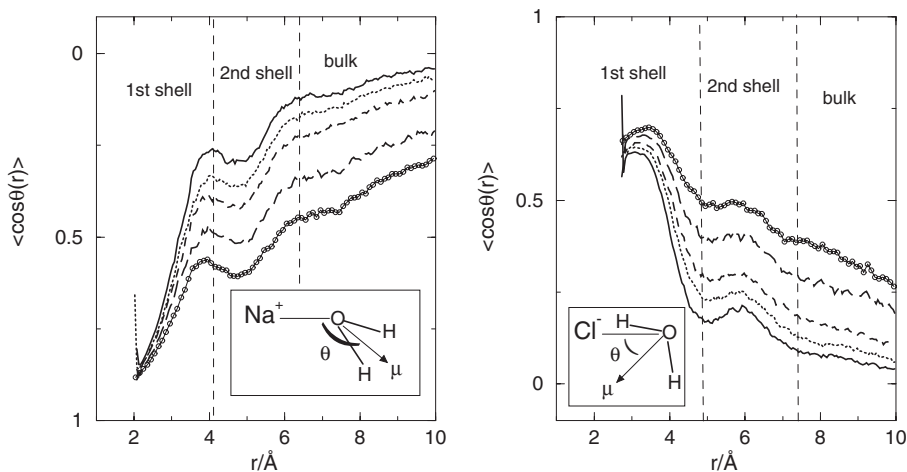 0
0.5
1
<cosθ(r)>
1st shell
2nd shell
bulk
Na⁺
O
H
H
θ
μ
2 4 6 8 10
r/Å
1
0.5
0
<cosθ(r)>
1st shell
2nd shell
bulk
Cl⁻
H
O
H
θ
μ
2 4 6 8 10
r/Å